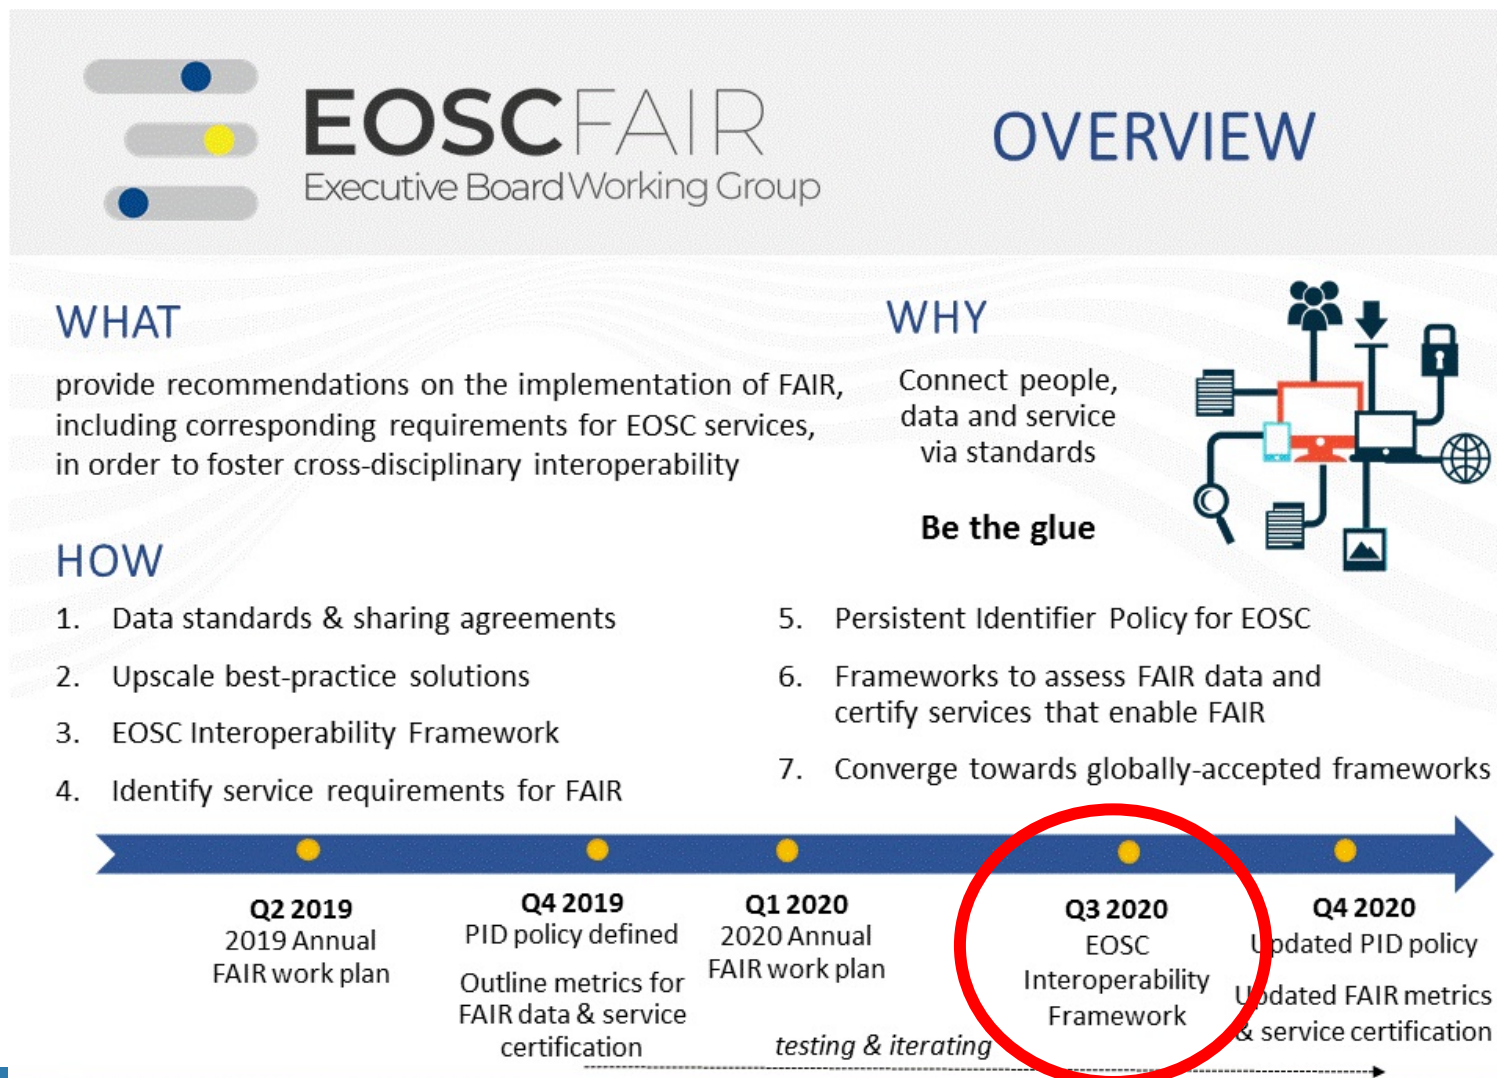 EOSCFAIR
Executive Board Working Group
OVERVIEW
WHAT
provide recommendations on the implementation of FAIR,
including corresponding requirements for EOSC services,
in order to foster cross-disciplinary interoperability
WHY
Connect people,
data and service
via standards
Be the glue
HOW
1. Data standards & sharing agreements
2. Upscale best-practice solutions
3. EOSC Interoperability Framework
4. Identify service requirements for FAIR
5. Persistent Identifier Policy for EOSC
6. Frameworks to assess FAIR data and
certify services that enable FAIR
7. Converge towards globally-accepted frameworks
Q2 2019
2019 Annual
FAIR work plan
Q4 2019
PID policy defined
Outline metrics for
FAIR data & service
certification
Q1 2020
2020 Annual
FAIR work plan
testing & iterating
Q3 2020
EOSC
Interoperability
Framework
Q4 2020
Updated PID policy
Updated FAIR metrics
& service certification